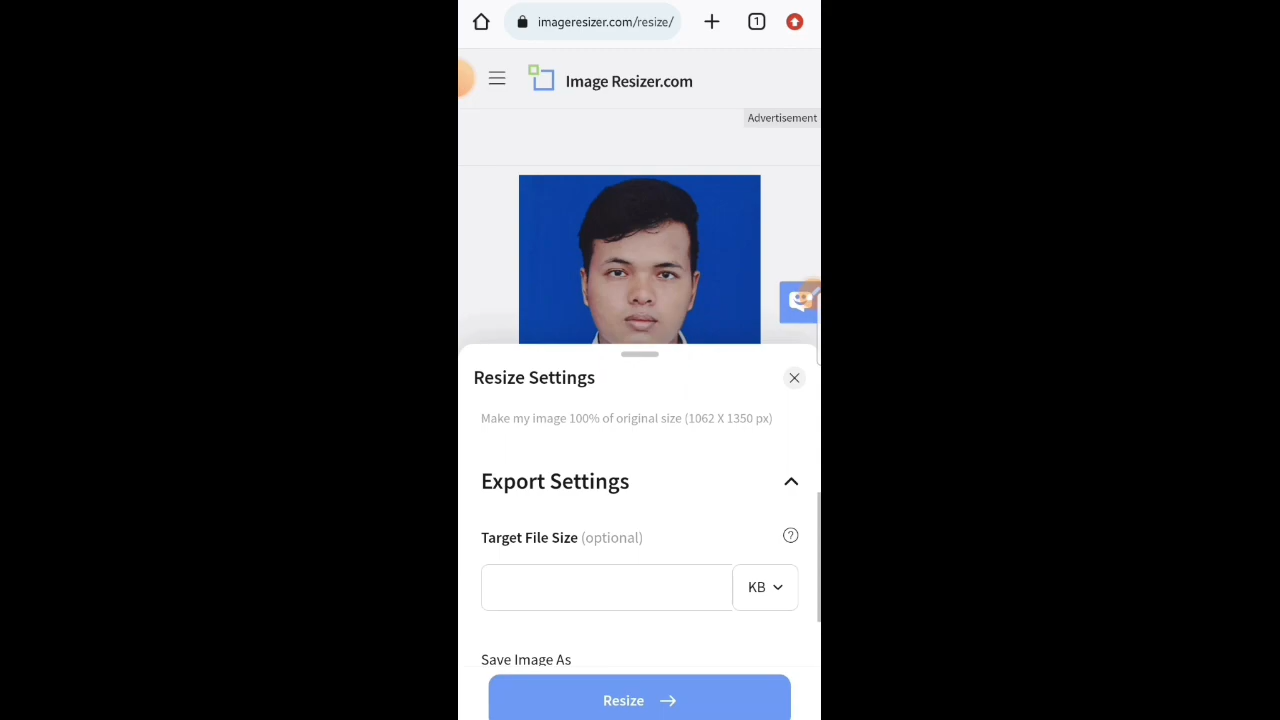 imageresizer.com/resize/
1
Image Resizer.com
Advertisement
Resize Settings
Make my image 100% of original size (1062 X 1350 px)
Export Settings
Target File Size (optional)
?
KB
Save Image As
Resize →